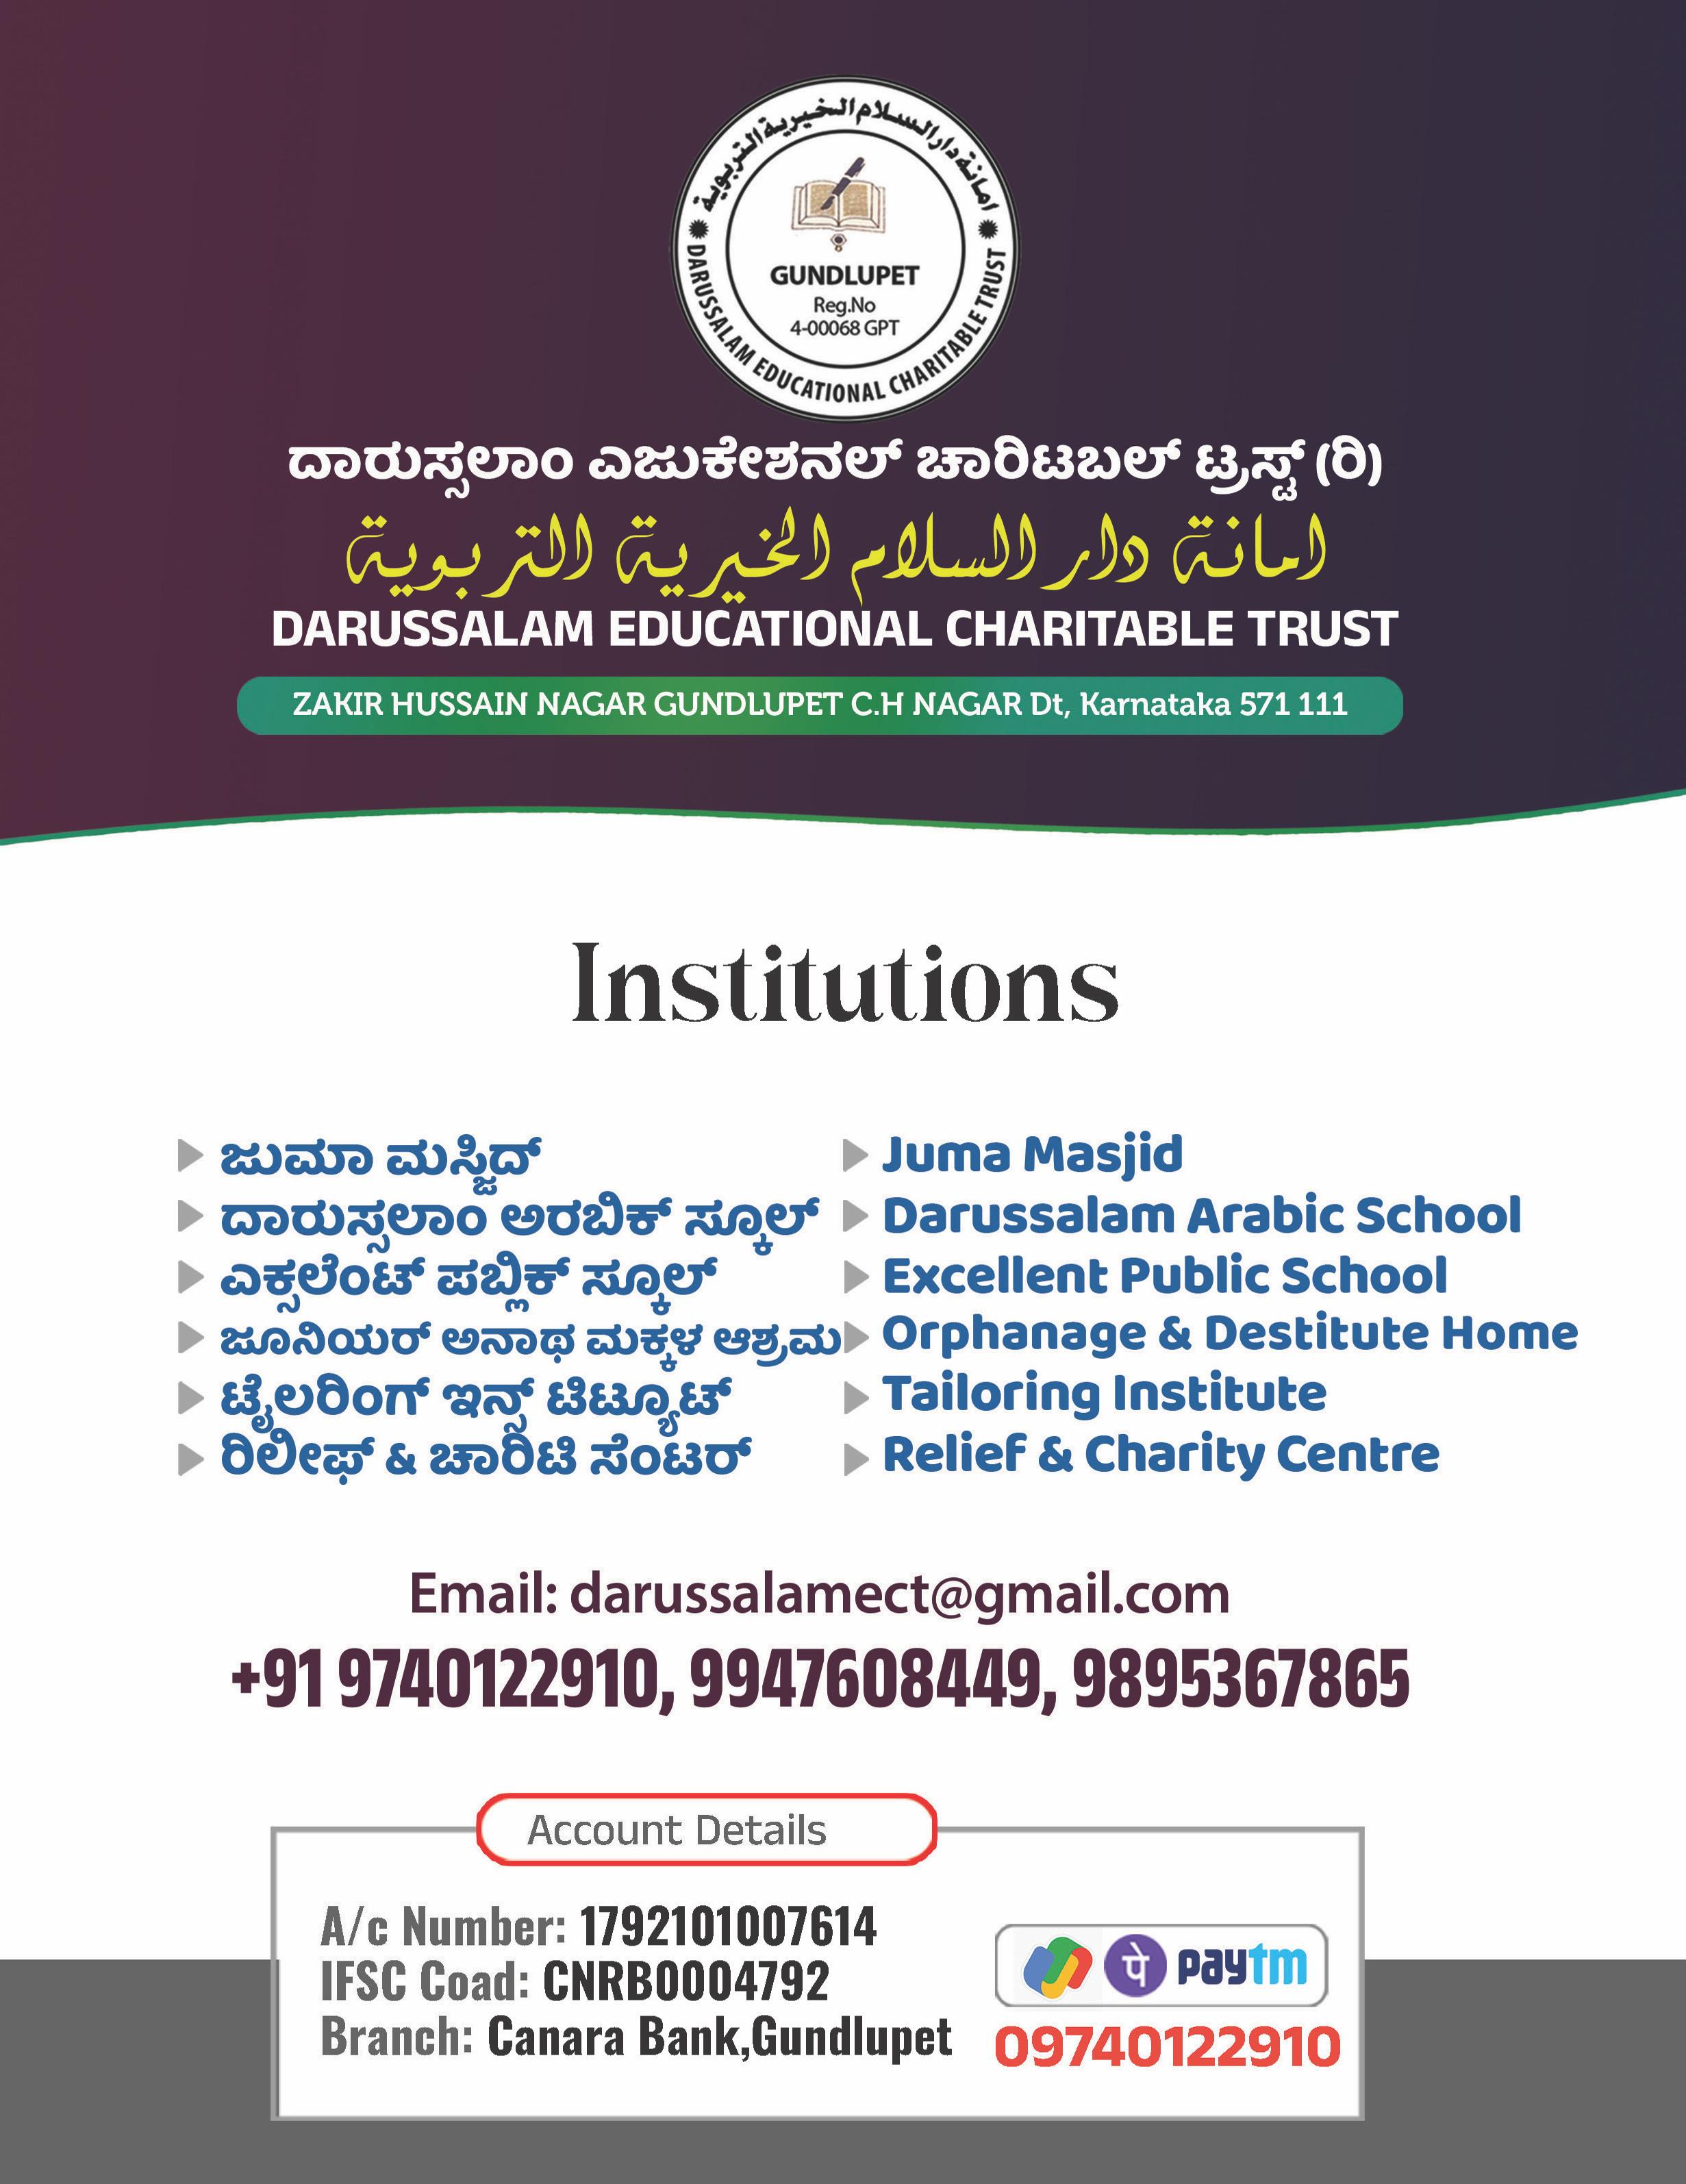 امانة دار السلام الخيرية التربوية
GUNDLUPET
Reg.No
4-00068 GPT
DARUSSALAM EDUCATIONAL CHARITABLE TRUST
ದಾರುಸ್ಸಲಾಂ ಎಜುಕೇಶನಲ್ ಚಾರಿಟಬಲ್ ಟ್ರಸ್ಟ್ (ರಿ)
امانة دار السلام الخيرية التربوية
DARUSSALAM EDUCATIONAL CHARITABLE TRUST
ZAKIR HUSSAIN NAGAR GUNDLUPET C.H NAGAR Dt, Karnataka 571 111
Institutions
ಜುಮಾ ಮಸ್ಜಿದ್
ದಾರುಸ್ಸಲಾಂ ಅರಬಿಕ್ ಸ್ಕೂಲ್
ಎಕ್ಸಲೆಂಟ್ ಪಬ್ಲಿಕ್ ಸ್ಕೂಲ್
ಜೂನಿಯರ್ ಅನಾಥ ಮಕ್ಕಳ ಆಶ್ರಮ
ಟೈಲರಿಂಗ್ ಇನ್ಸ್ ಟಿಟ್ಯೂಟ್
ರಿಲೀಫ್ & ಚಾರಿಟಿ ಸೆಂಟರ್
Juma Masjid
Darussalam Arabic School
Excellent Public School
Orphanage & Destitute Home
Tailoring Institute
Relief & Charity Centre
Email: darussalamect@gmail.com
+91 9740122910, 9947608449, 9895367865
Account Details
A/c Number: 1792101007614
IFSC Coad: CNRB0004792
Branch: Canara Bank,Gundlupet
पे paytm
09740122910